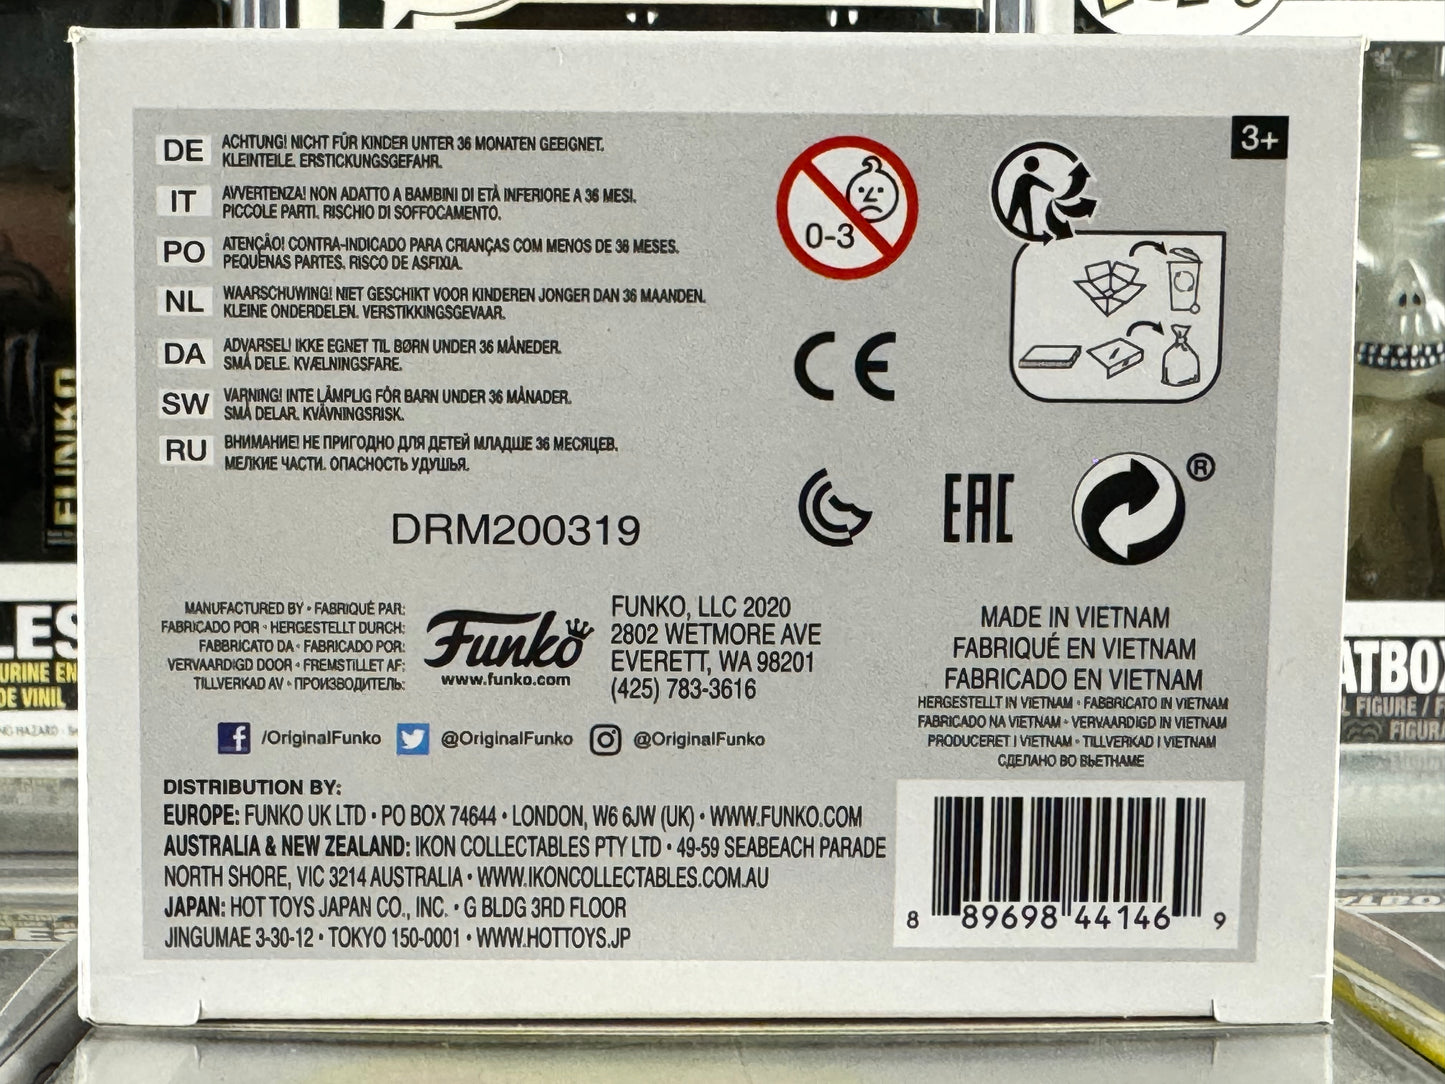 3+
DE
ACHTUNG! NICHT FÜR KINDER UNTER 36 MONATEN GEEIGNET.
KLEINTEILE. ERSTICKUNGSGEFAHR.
IT
AVVERTENZA! NON ADATTO A BAMBINI DI ETÀ INFERIORE A 36 MESI.
PICCOLE PARTI. RISCHIO DI SOFFOCAMENTO.
PO
ATENÇÃO! CONTRA-INDICADO PARA CRIANÇAS COM MENOS DE 36 MESES.
PEQUENAS PARTES. RISCO DE ASFIXIA.
NL
WAARSCHUWING! NIET GESCHIKT VOOR KINDEREN JONGER DAN 36 MAANDEN.
KLEINE ONDERDELEN. VERSTIKKINGSGEVAAR.
DA
ADVARSEL! IKKE EGNET TIL BØRN UNDER 36 MÅNEDER.
SMÅ DELE. KVÆLNINGSFARE.
SW
VARNING! INTE LÄMPLIG FÖR BARN UNDER 36 MÅNADER.
SMÅ DELAR. KVÄVNINGSRISK.
RU
ВНИМАНИЕ! НЕ ПРИГОДНО ДЛЯ ДЕТЕЙ МЛАДШЕ 36 МЕСЯЦЕВ.
МЕЛКИЕ ЧАСТИ. ОПАСНОСТЬ УДУШЬЯ.
0-3
CE
EAC
®
DRM200319
MANUFACTURED BY • FABRIQUÉ PAR:
FABRICADO POR • HERGESTELLT DURCH:
FABBRICATO DA • FABRICADO POR:
VERVAARDIGD DOOR • FREMSTILLET AF:
TILLVERKAD AV • ПРОИЗВОДИТЕЛЬ:
Funko
www.funko.com
FUNKO, LLC 2020
2802 WETMORE AVE
EVERETT, WA 98201
(425) 783-3616
MADE IN VIETNAM
FABRIQUÉ EN VIETNAM
FABRICADO EN VIETNAM
HERGESTELLT IN VIETNAM • FABBRICATO IN VIETNAM
FABRICADO NA VIETNAM • VERVAARDIGD IN VIETNAM
PRODUCERET I VIETNAM • TILLVERKAD I VIETNAM
СДЕЛАНО ВО ВЬЕТНАМЕ
/OriginalFunko @OriginalFunko @OriginalFunko
DISTRIBUTION BY:
EUROPE: FUNKO UK LTD • PO BOX 74644 • LONDON, W6 6JW (UK) • WWW.FUNKO.COM
AUSTRALIA & NEW ZEALAND: IKON COLLECTABLES PTY LTD • 49-59 SEABEACH PARADE
NORTH SHORE, VIC 3214 AUSTRALIA • WWW.IKONCOLLECTABLES.COM.AU
JAPAN: HOT TOYS JAPAN CO., INC. • G BLDG 3RD FLOOR
JINGUMAE 3-30-12 • TOKYO 150-0001 • WWW.HOTTOYS.JP
8 89698 44146 9
FUNKO
DE VINIL
FIGURE / F